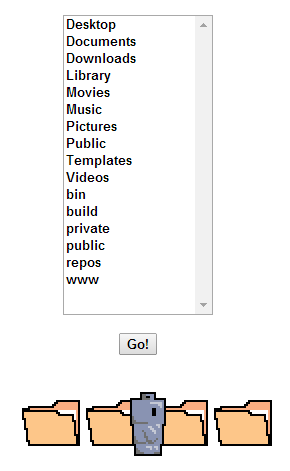 Desktop
Documents
Downloads
Library
Movies
Music
Pictures
Public
Templates
Videos
bin
build
private
public
repos
www
Go!